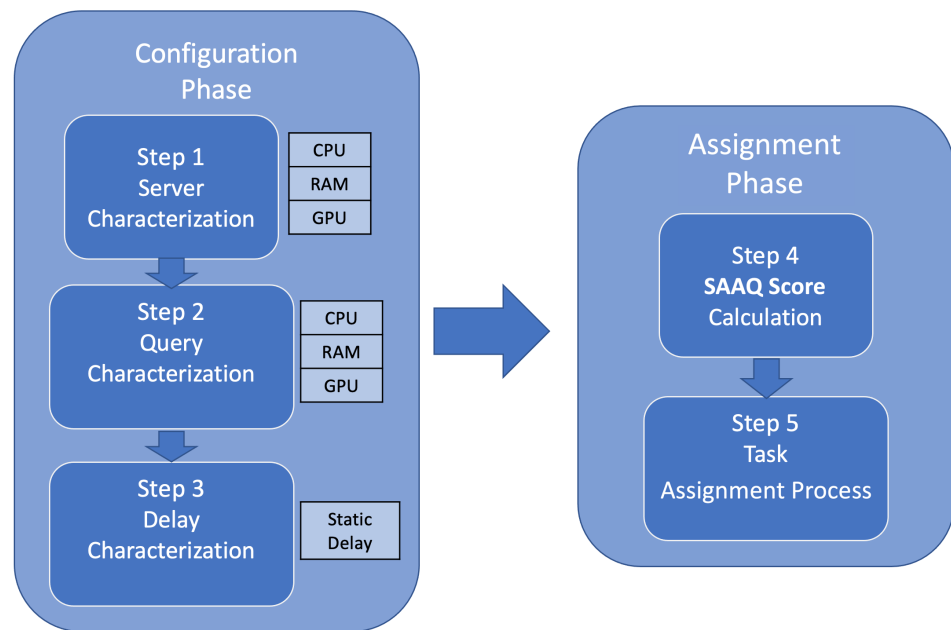 Configuration
Phase
Step 1
Server
Characterization
CPU
RAM
GPU
Step 2
Query
Characterization
CPU
RAM
GPU
Step 3
Delay
Characterization
Static
Delay
Assignment
Phase
Step 4
SAAQ Score
Calculation
Step 5
Task
Assignment Process